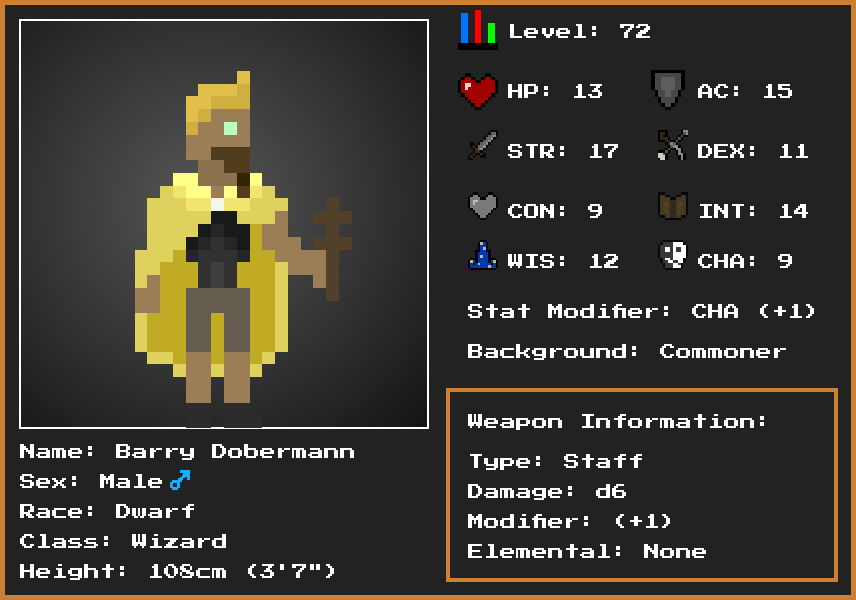 Level: 72
HP: 13
AC: 15
STR: 17
DEX: 11
CON: 9
INT: 14
WIS: 12
CHA: 9
Stat Modifier: CHA (+1)
Background: Commoner
Weapon Information:
Type: Staff
Damage: d6
Modifier: (+1)
Elemental: None
Name: Barry Dobermann
Sex: Male♂
Race: Dwarf
Class: Wizard
Height: 108cm (3'7")